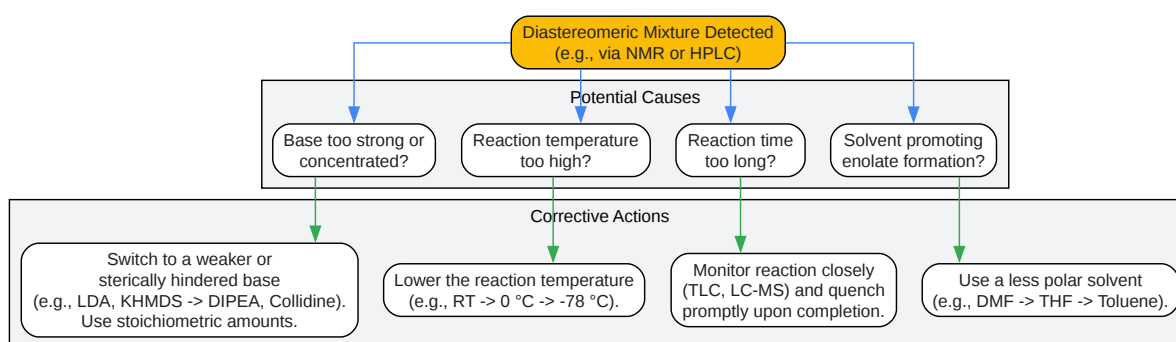 Diastereomeric Mixture Detected
(e.g., via NMR or HPLC)
Potential Causes
Base too strong or
concentrated?
Reaction temperature
too high?
Reaction time
too long?
Solvent promoting
enolate formation?
Corrective Actions
Switch to a weaker or
sterically hindered base
(e.g., LDA, KHMDS -> DIPEA, Collidine).
Use stoichiometric amounts.
Lower the reaction temperature
(e.g., RT -> 0 °C -> -78 °C).
Monitor reaction closely
(TLC, LC-MS) and quench
promptly upon completion.
Use a less polar solvent
(e.g., DMF -> THF -> Toluene).